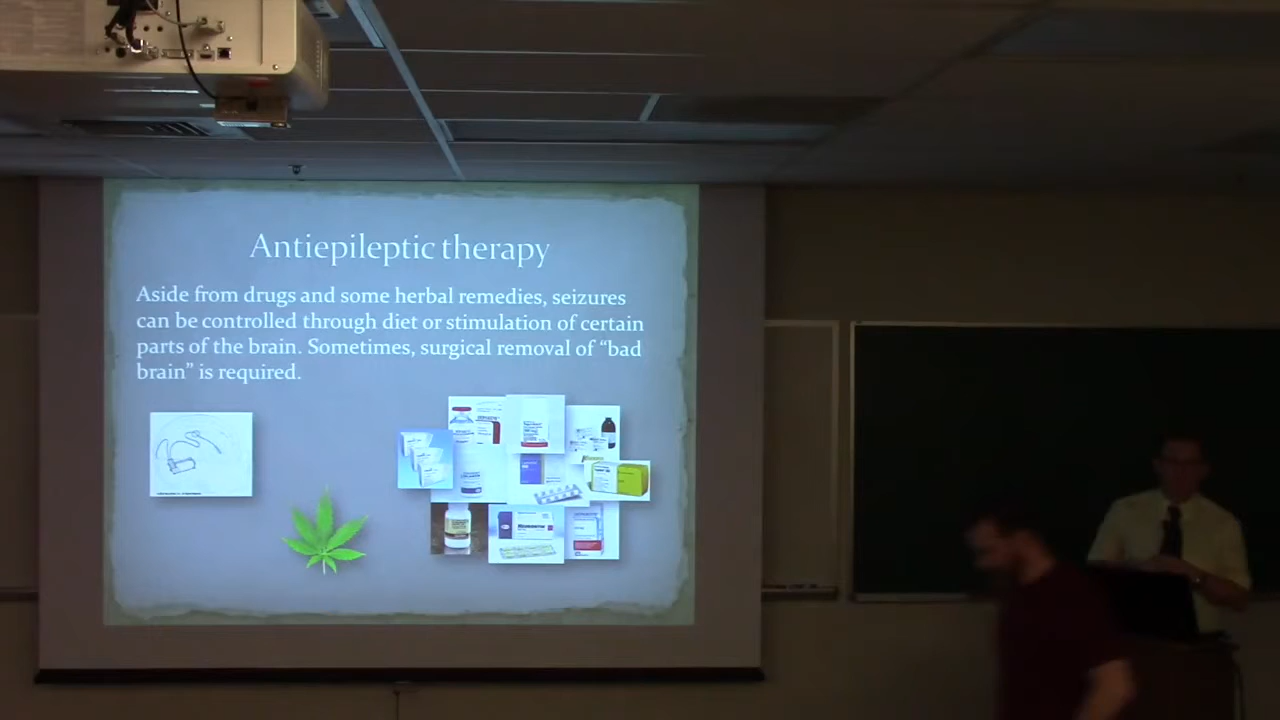 Antiepileptic therapy
Aside from drugs and some herbal remedies, seizures
can be controlled through diet or stimulation of certain
parts of the brain. Sometimes, surgical removal of “bad
brain” is required.